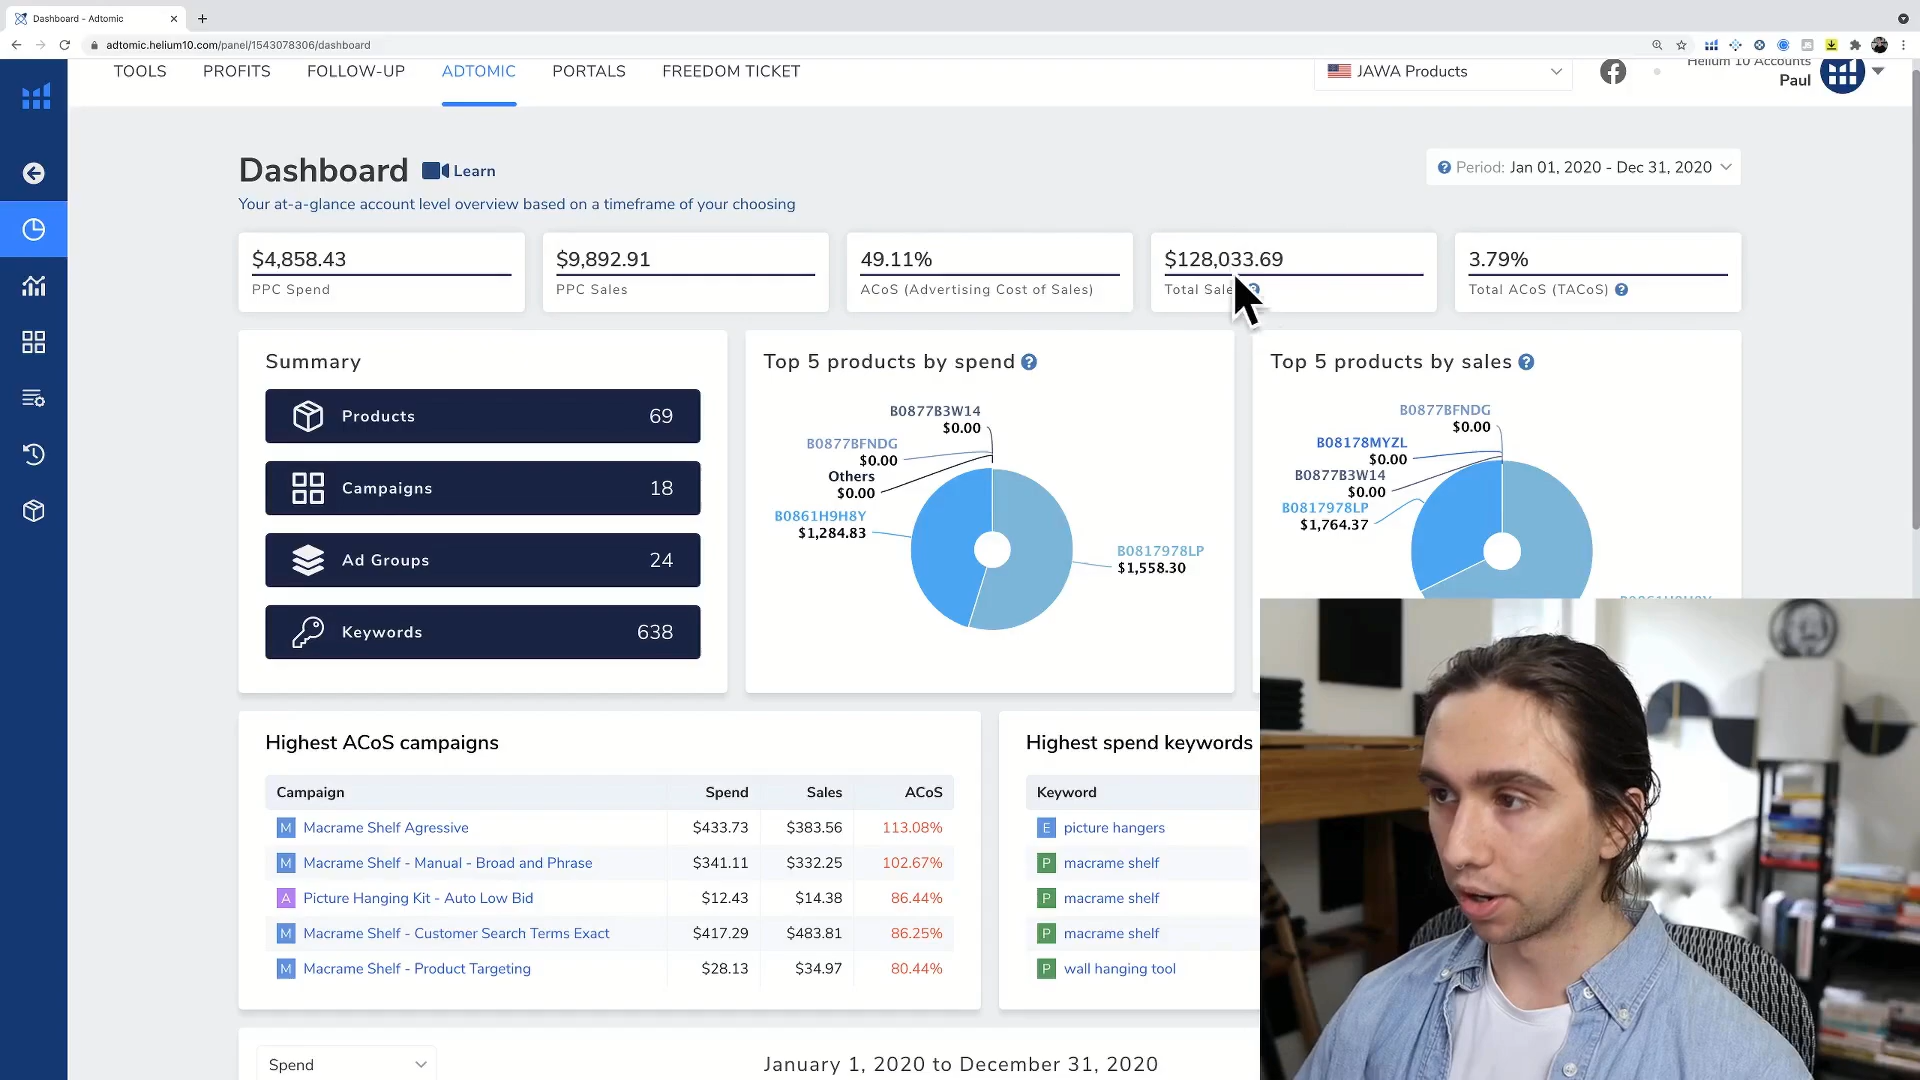 Dashboard - Adtomic
adtomic.helium10.com/panel/1543078306/dashboard
TOOLS PROFITS FOLLOW-UP ADTOMIC PORTALS FREEDOM TICKET
JAWA Products
Helium 10 Accounts
Paul
Dashboard Learn
Period: Jan 01, 2020 - Dec 31, 2020
Your at-a-glance account level overview based on a timeframe of your choosing
$4,858.43
PPC Spend
$9,892.91
PPC Sales
49.11%
ACoS (Advertising Cost of Sales)
$128,033.69
Total
3.79%
Total ACoS (TACoS)
Summary
Products 69
Campaigns 18
Ad Groups 24
Keywords 638
Top 5 products by spend
B0877B3W14
$0.00
B0877BFNDG
$0.00
Others
$0.00
B0861H9H8Y
$1,284.83
B0817978LP
$1,558.30
Top 5 products by sales
B0877BFNDG
$0.00
B08178MYZL
$0.00
B0877B3W14
$0.00
B0817978LP
$1,764.37
Highest ACoS campaigns
Campaign Spend Sales ACoS
M Macrame Shelf Agressive $433.73 $383.56 113.08%
M Macrame Shelf - Manual - Broad and Phrase $341.11 $332.25 102.67%
A Picture Hanging Kit - Auto Low Bid $12.43 $14.38 86.44%
M Macrame Shelf - Customer Search Terms Exact $417.29 $483.81 86.25%
M Macrame Shelf - Product Targeting $28.13 $34.97 80.44%
Highest spend keywords
Keyword
E picture hangers
P macrame shelf
P macrame shelf
P macrame shelf
P wall hanging tool
Spend
January 1, 2020 to December 31, 2020